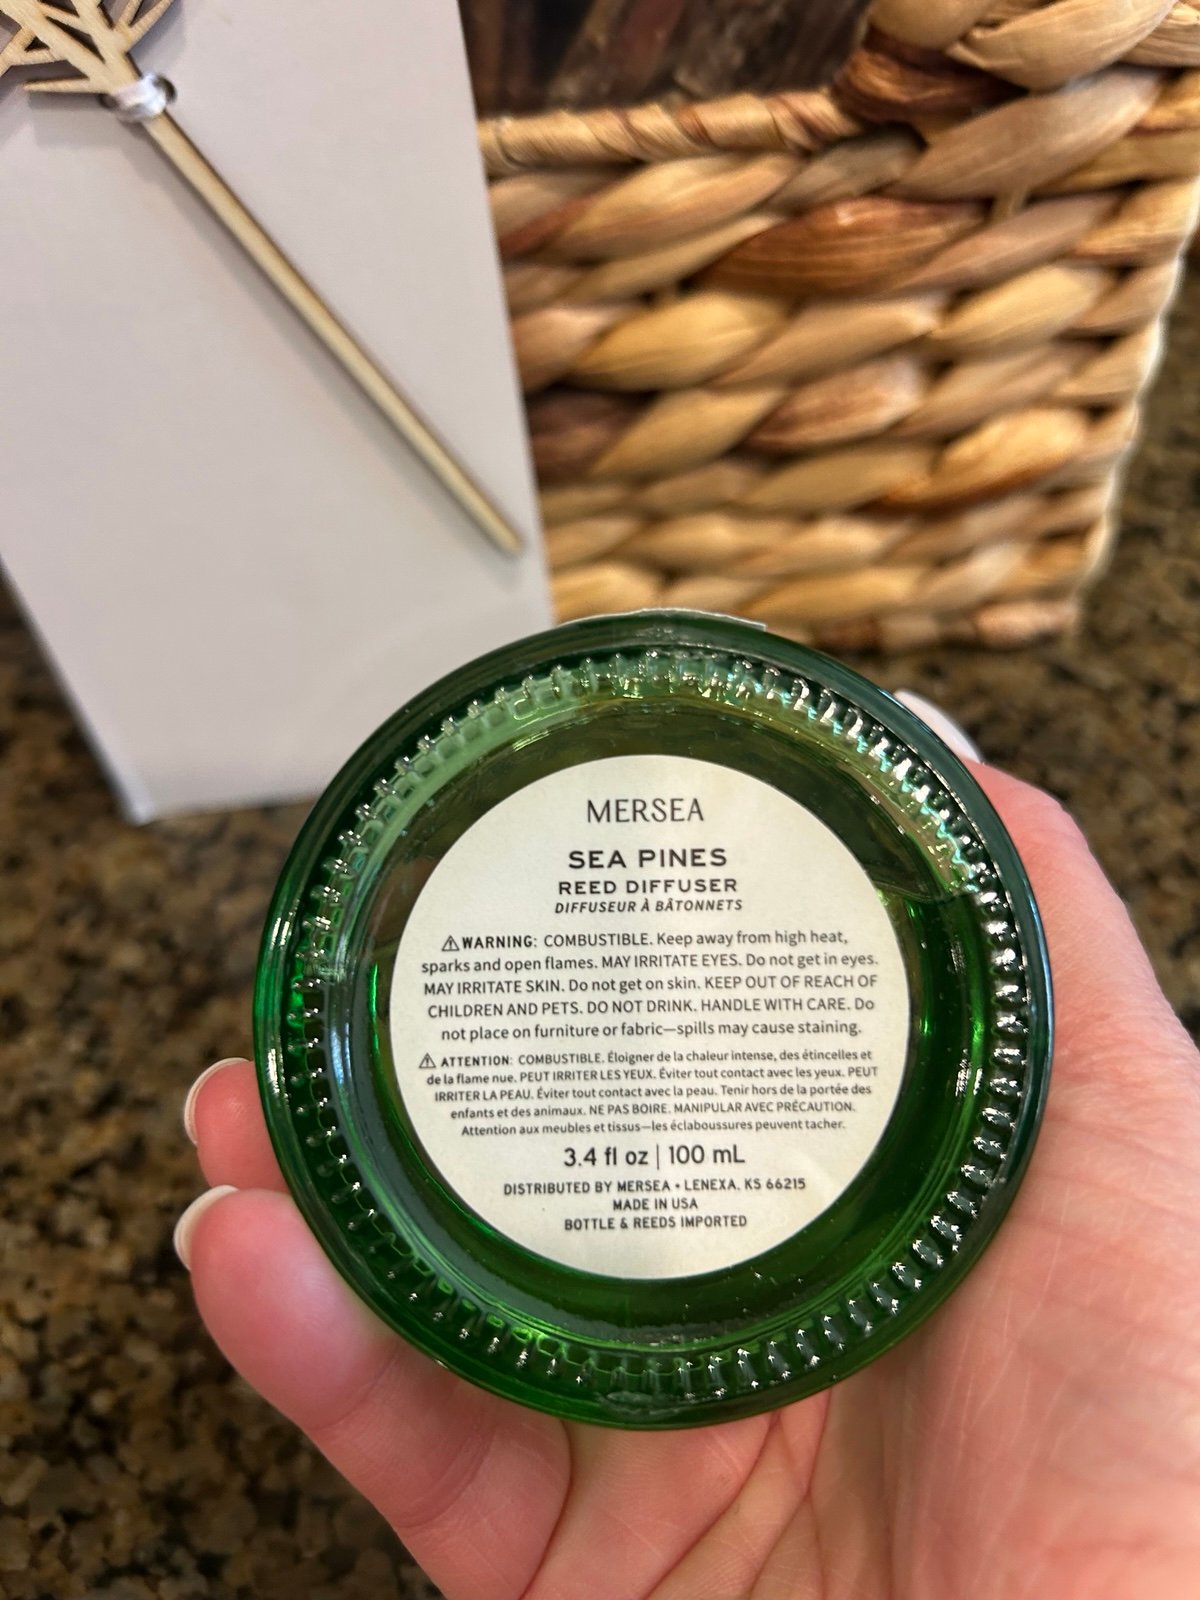 MERSEA
SEA PINES
REED DIFFUSER
DIFFUSEUR À BÂTONNETS
⚠ WARNING: COMBUSTIBLE. Keep away from high heat,
sparks and open flames. MAY IRRITATE EYES. Do not get in eyes.
MAY IRRITATE SKIN. Do not get on skin. KEEP OUT OF REACH OF
CHILDREN AND PETS. DO NOT DRINK. HANDLE WITH CARE. Do
not place on furniture or fabric—spills may cause staining.
⚠ ATTENTION: COMBUSTIBLE. Éloigner de la chaleur intense, des étincelles et
de la flame nue. PEUT IRRITER LES YEUX. Éviter tout contact avec les yeux. PEUT
IRRITER LA PEAU. Éviter tout contact avec la peau. Tenir hors de la portée des
enfants et des animaux. NE PAS BOIRE. MANIPULAR AVEC PRÉCAUTION.
Attention aux meubles et tissus—les éclaboussures peuvent tacher.
3.4 fl oz | 100 mL
DISTRIBUTED BY MERSEA • LENEXA. KS 66215
MADE IN USA
BOTTLE & REEDS IMPORTED